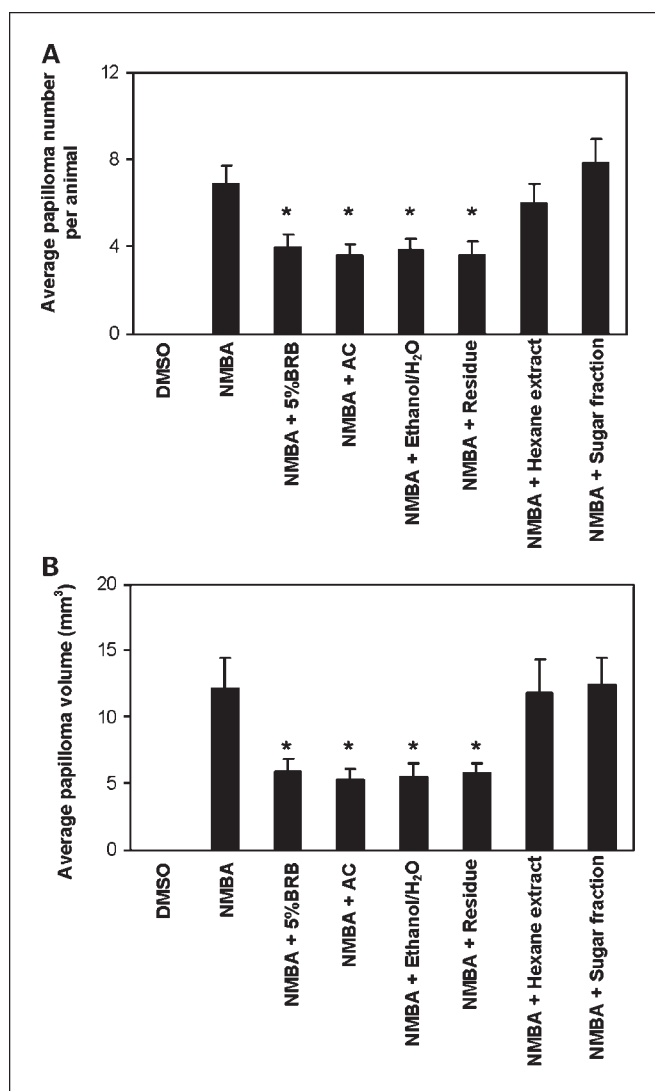 A
Average papilloma number
per animal
12
8
4
0
*
*
*
*
DMSO
NMBA
NMBA + 5%BRB
NMBA + AC
NMBA + Ethanol/H₂O
NMBA + Residue
NMBA + Hexane extract
NMBA + Sugar fraction
B
Average papilloma volume (mm³)
20
15
10
5
0
*
*
*
*
DMSO
NMBA
NMBA + 5%BRB
NMBA + AC
NMBA + Ethanol/H₂O
NMBA + Residue
NMBA + Hexane extract
NMBA + Sugar fraction